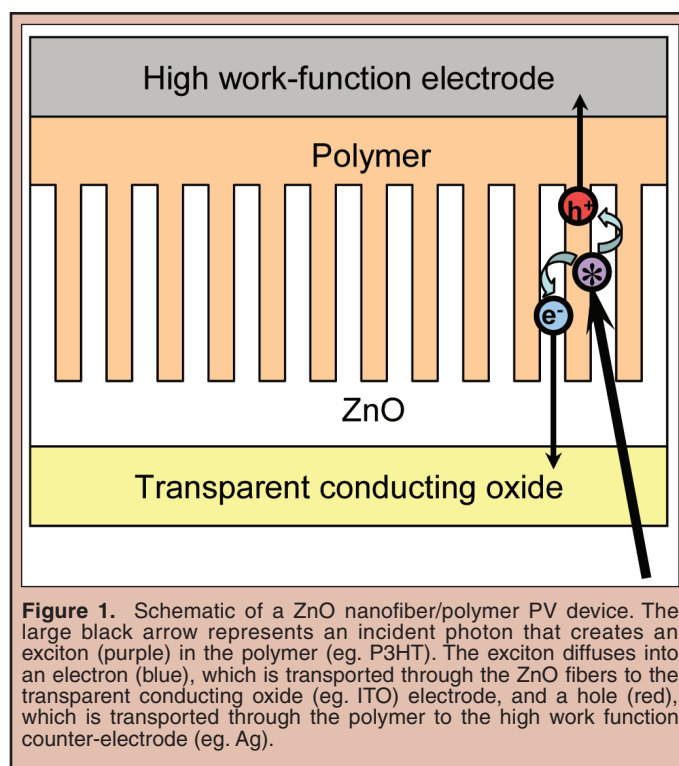 High work-function electrode
Polymer
h+
*
e-
ZnO
Transparent conducting oxide
Figure 1. Schematic of a ZnO nanofiber/polymer PV device. The
large black arrow represents an incident photon that creates an
exciton (purple) in the polymer (eg. P3HT). The exciton diffuses into
an electron (blue), which is transported through the ZnO fibers to the
transparent conducting oxide (eg. ITO) electrode, and a hole (red),
which is transported through the polymer to the high work function
counter-electrode (eg. Ag).